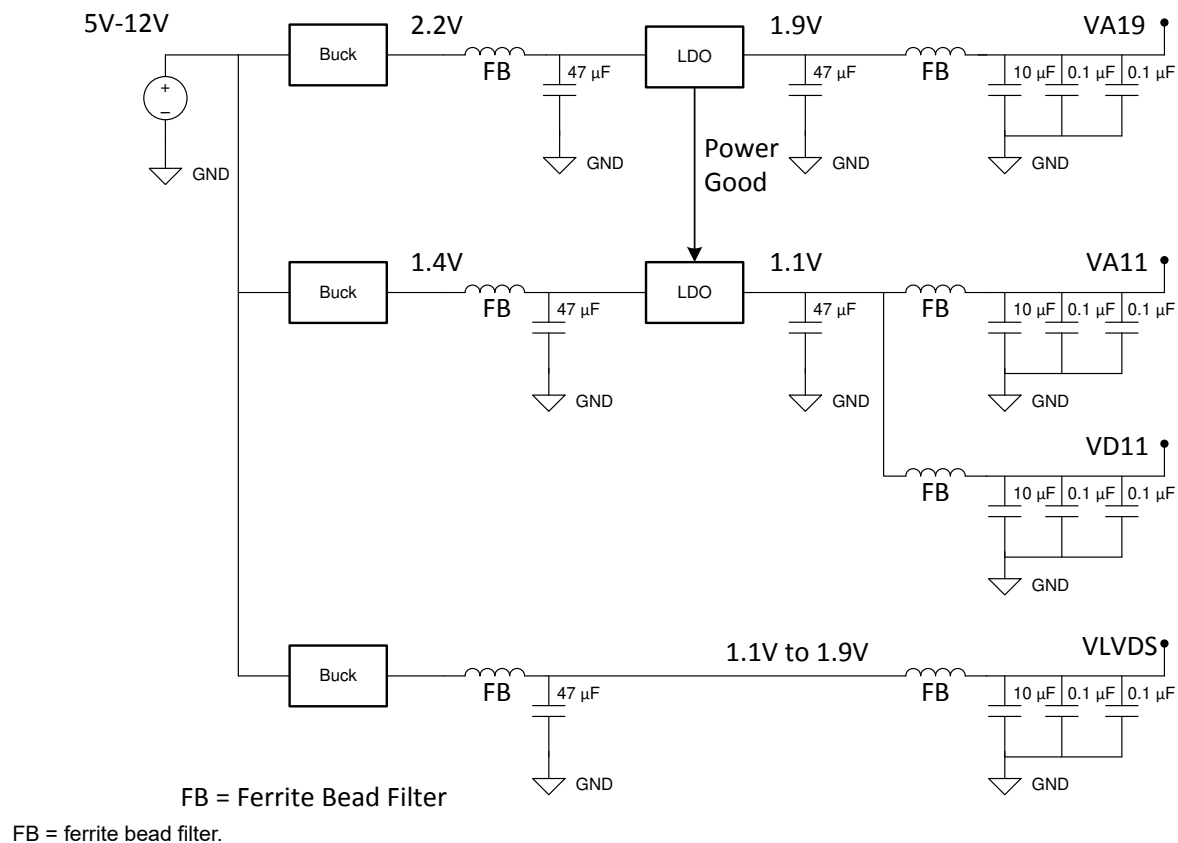 5V-12V
Buck
2.2V
FB
47 µF
LDO
1.9V
47 µF
FB
VA19
10 µF
0.1 µF
0.1 µF
+
−
GND
GND
Power
Good
GND
GND
Buck
1.4V
FB
47 µF
LDO
1.1V
47 µF
FB
VA11
10 µF
0.1 µF
0.1 µF
GND
GND
GND
FB
VD11
10 µF
0.1 µF
0.1 µF
GND
Buck
FB
47 µF
1.1V to 1.9V
FB
VLVDS
10 µF
0.1 µF
0.1 µF
GND
GND
FB = Ferrite Bead Filter
FB = ferrite bead filter.